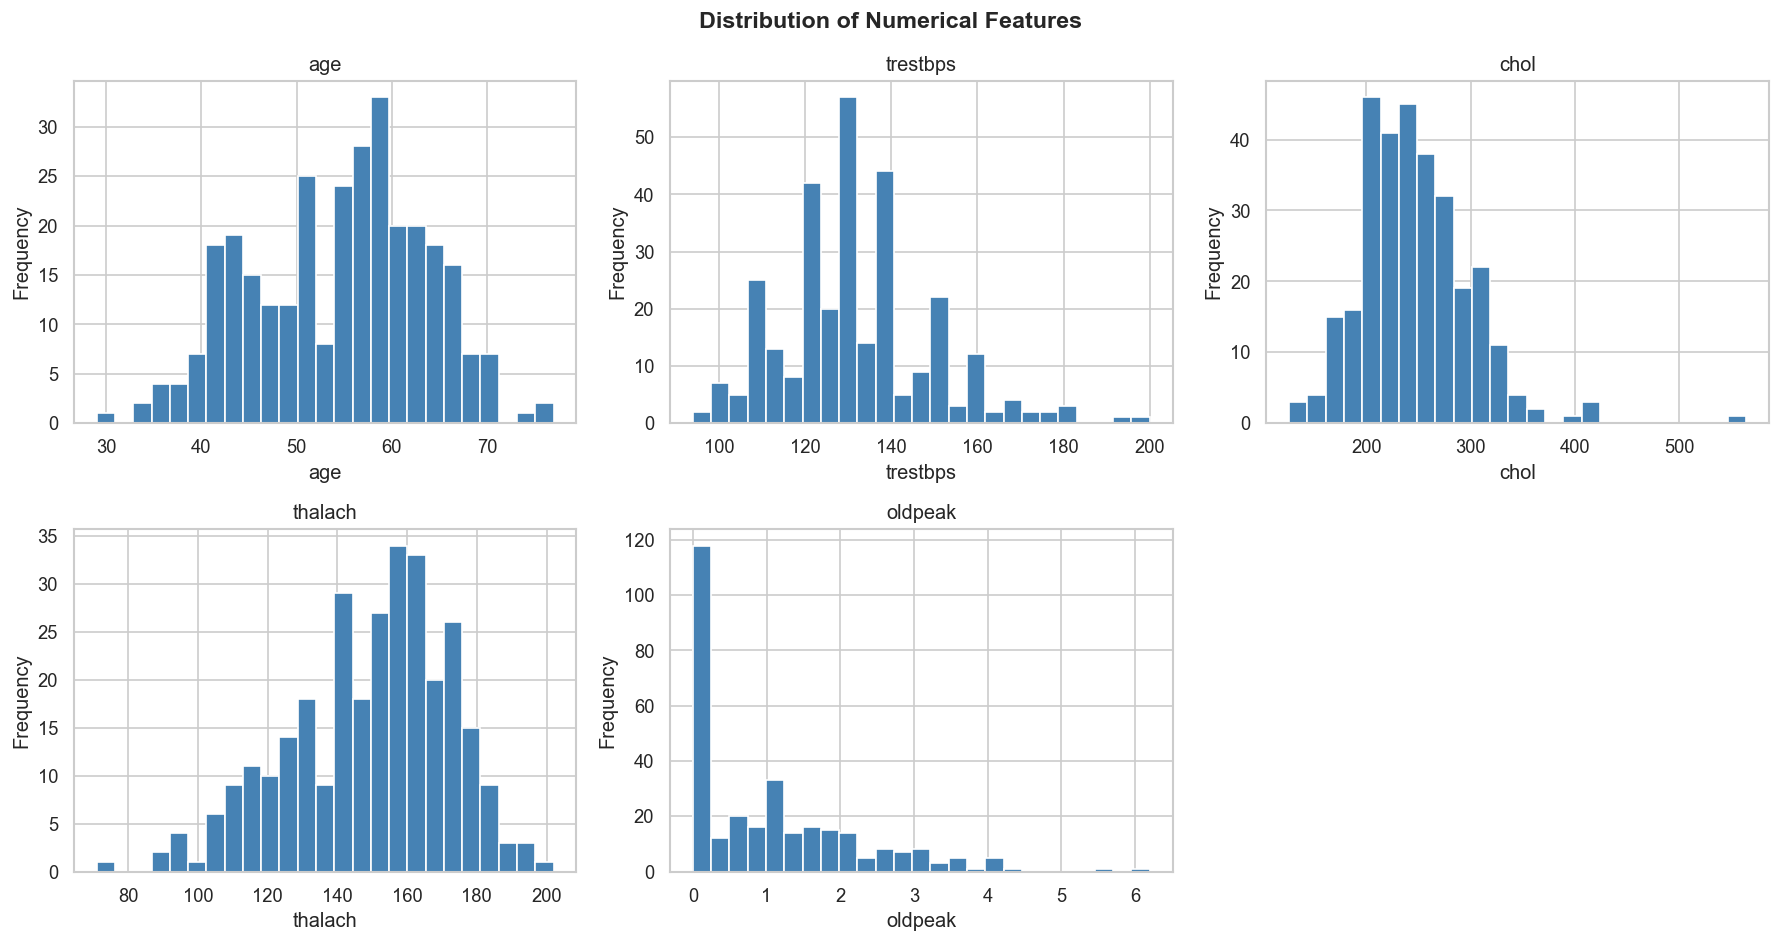 Distribution of Numerical Features
age
Frequency
30
25
20
15
10
5
0
30 40 50 60 70
age
trestbps
Frequency
50
40
30
20
10
0
100 120 140 160 180 200
trestbps
chol
Frequency
40
30
20
10
0
200 300 400 500
chol
thalach
Frequency
35
30
25
20
15
10
5
0
80 100 120 140 160 180 200
thalach
oldpeak
Frequency
120
100
80
60
40
20
0
0 1 2 3 4 5 6
oldpeak